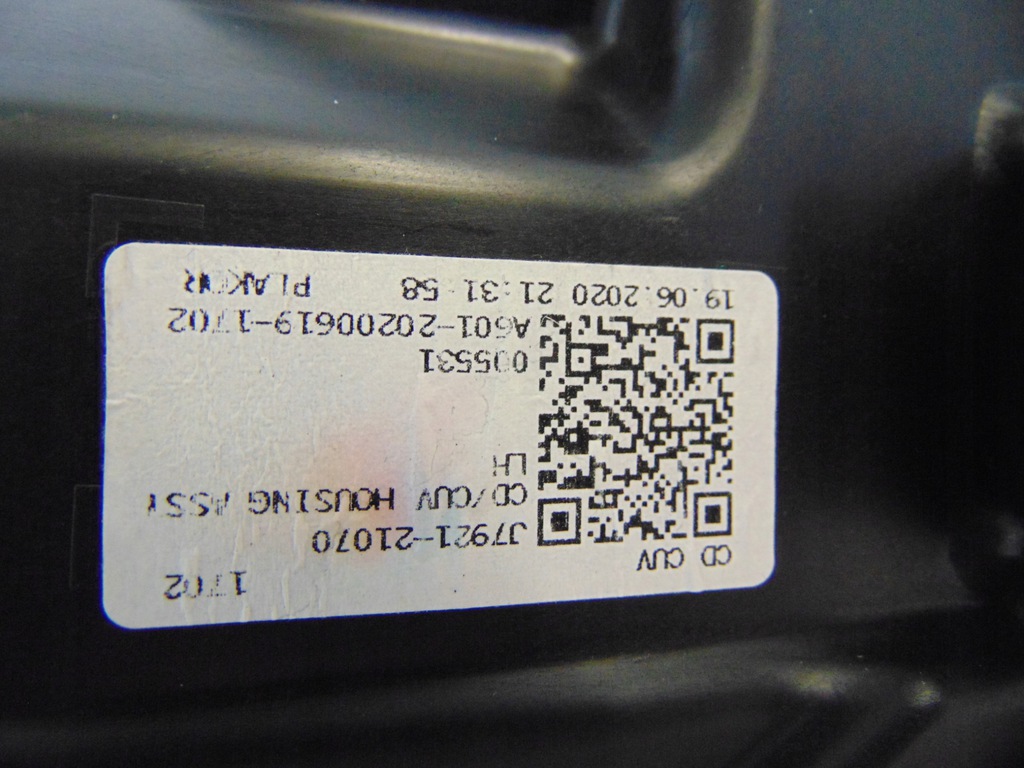 CD CUV 1702
J7921-21070
CD/CUV HOUSING ASSY
LH
005531
A601-20200619-1702
19.06.2020 21:31:58 PLAKOR